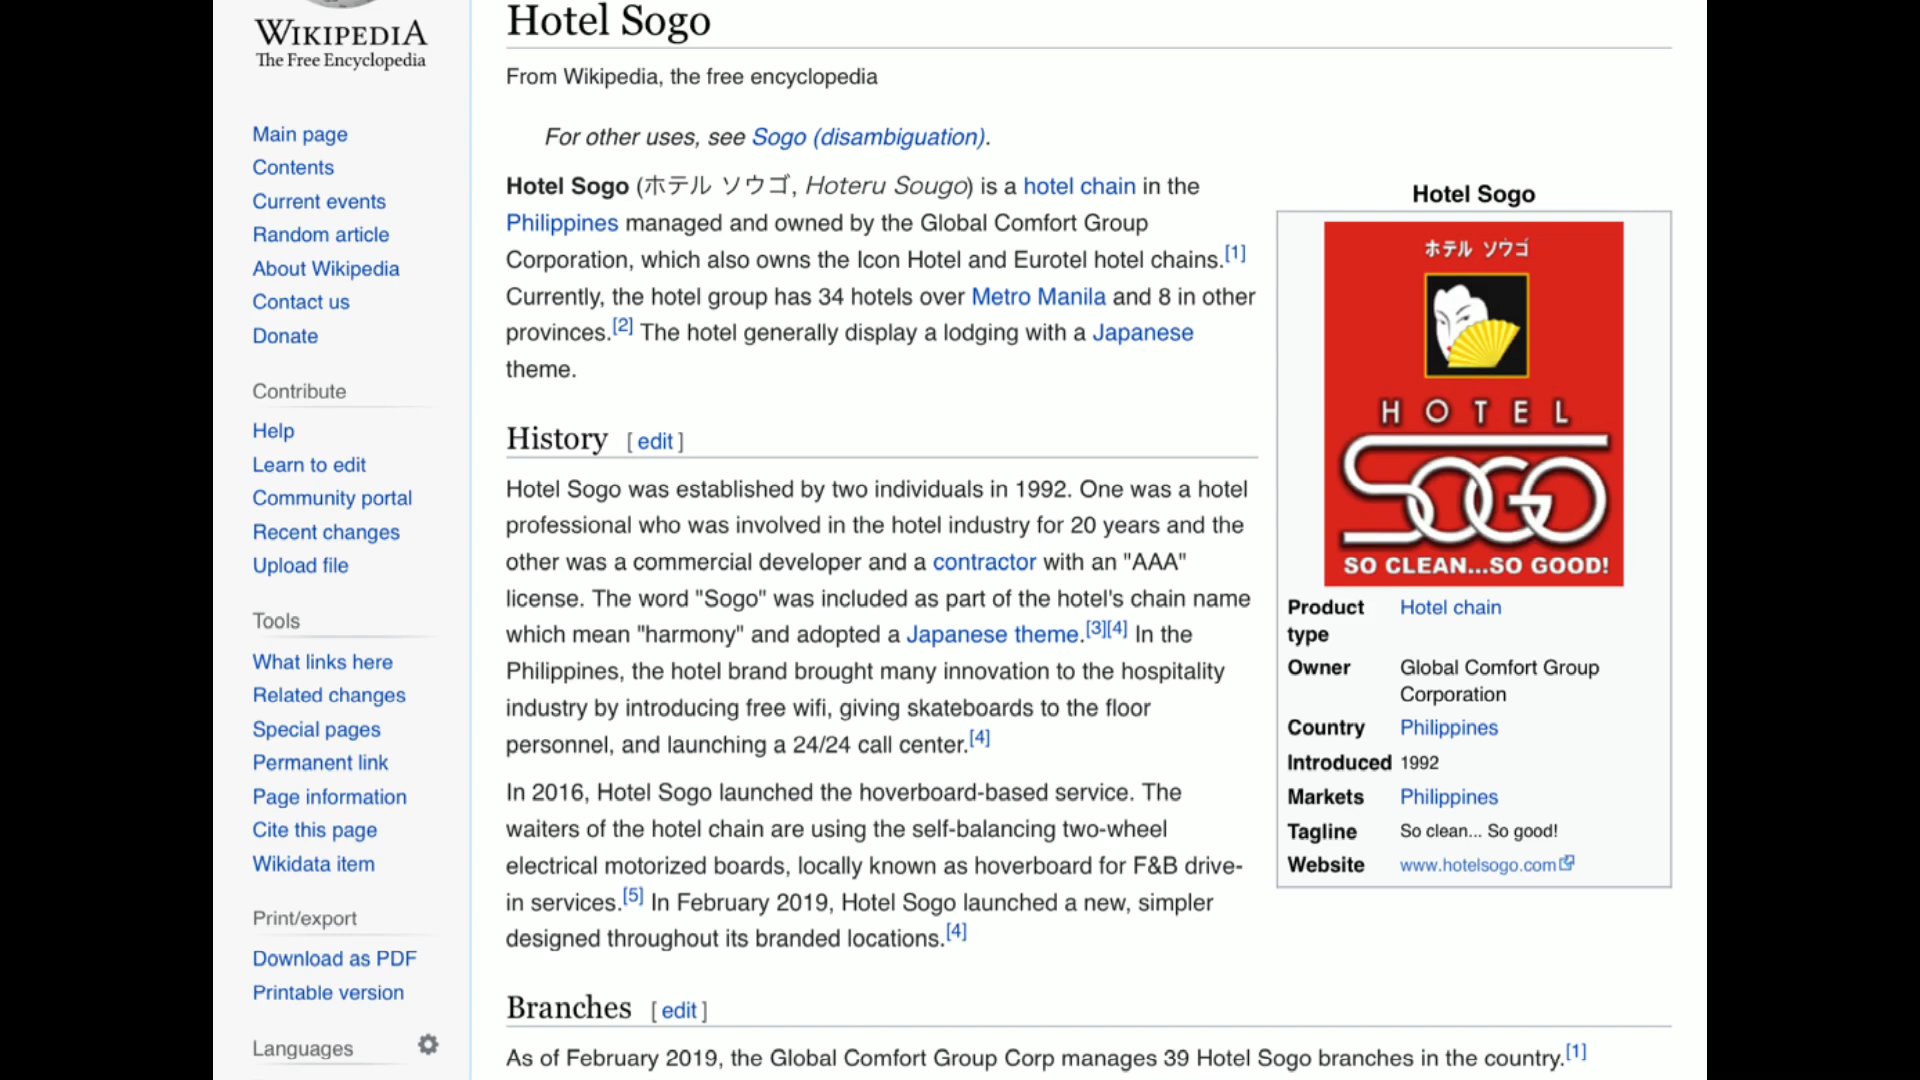 WIKIPEDIA
The Free Encyclopedia
Main page
Contents
Current events
Random article
About Wikipedia
Contact us
Donate
Contribute
Help
Learn to edit
Community portal
Recent changes
Upload file
Tools
What links here
Related changes
Special pages
Permanent link
Page information
Cite this page
Wikidata item
Print/export
Download as PDF
Printable version
Languages
Hotel Sogo
From Wikipedia, the free encyclopedia
For other uses, see Sogo (disambiguation).
Hotel Sogo (ホテル ソウゴ, Hoteru Sougo) is a hotel chain in the
Philippines managed and owned by the Global Comfort Group
Corporation, which also owns the Icon Hotel and Eurotel hotel chains.[1]
Currently, the hotel group has 34 hotels over Metro Manila and 8 in other
provinces.[2] The hotel generally display a lodging with a Japanese
theme.
History [ edit ]
Hotel Sogo was established by two individuals in 1992. One was a hotel
professional who was involved in the hotel industry for 20 years and the
other was a commercial developer and a contractor with an "AAA"
license. The word "Sogo" was included as part of the hotel's chain name
which mean "harmony" and adopted a Japanese theme.[3][4] In the
Philippines, the hotel brand brought many innovation to the hospitality
industry by introducing free wifi, giving skateboards to the floor
personnel, and launching a 24/24 call center.[4]
In 2016, Hotel Sogo launched the hoverboard-based service. The
waiters of the hotel chain are using the self-balancing two-wheel
electrical motorized boards, locally known as hoverboard for F&B drive-
in services.[5] In February 2019, Hotel Sogo launched a new, simpler
designed throughout its branded locations.[4]
Branches [ edit ]
As of February 2019, the Global Comfort Group Corp manages 39 Hotel Sogo branches in the country.[1]
Hotel Sogo
ホテル ソウゴ
HOTEL
SOGO
SO CLEAN...SO GOOD!
Product type Hotel chain
Owner Global Comfort Group
Corporation
Country Philippines
Introduced 1992
Markets Philippines
Tagline So clean... So good!
Website www.hotelsogo.com